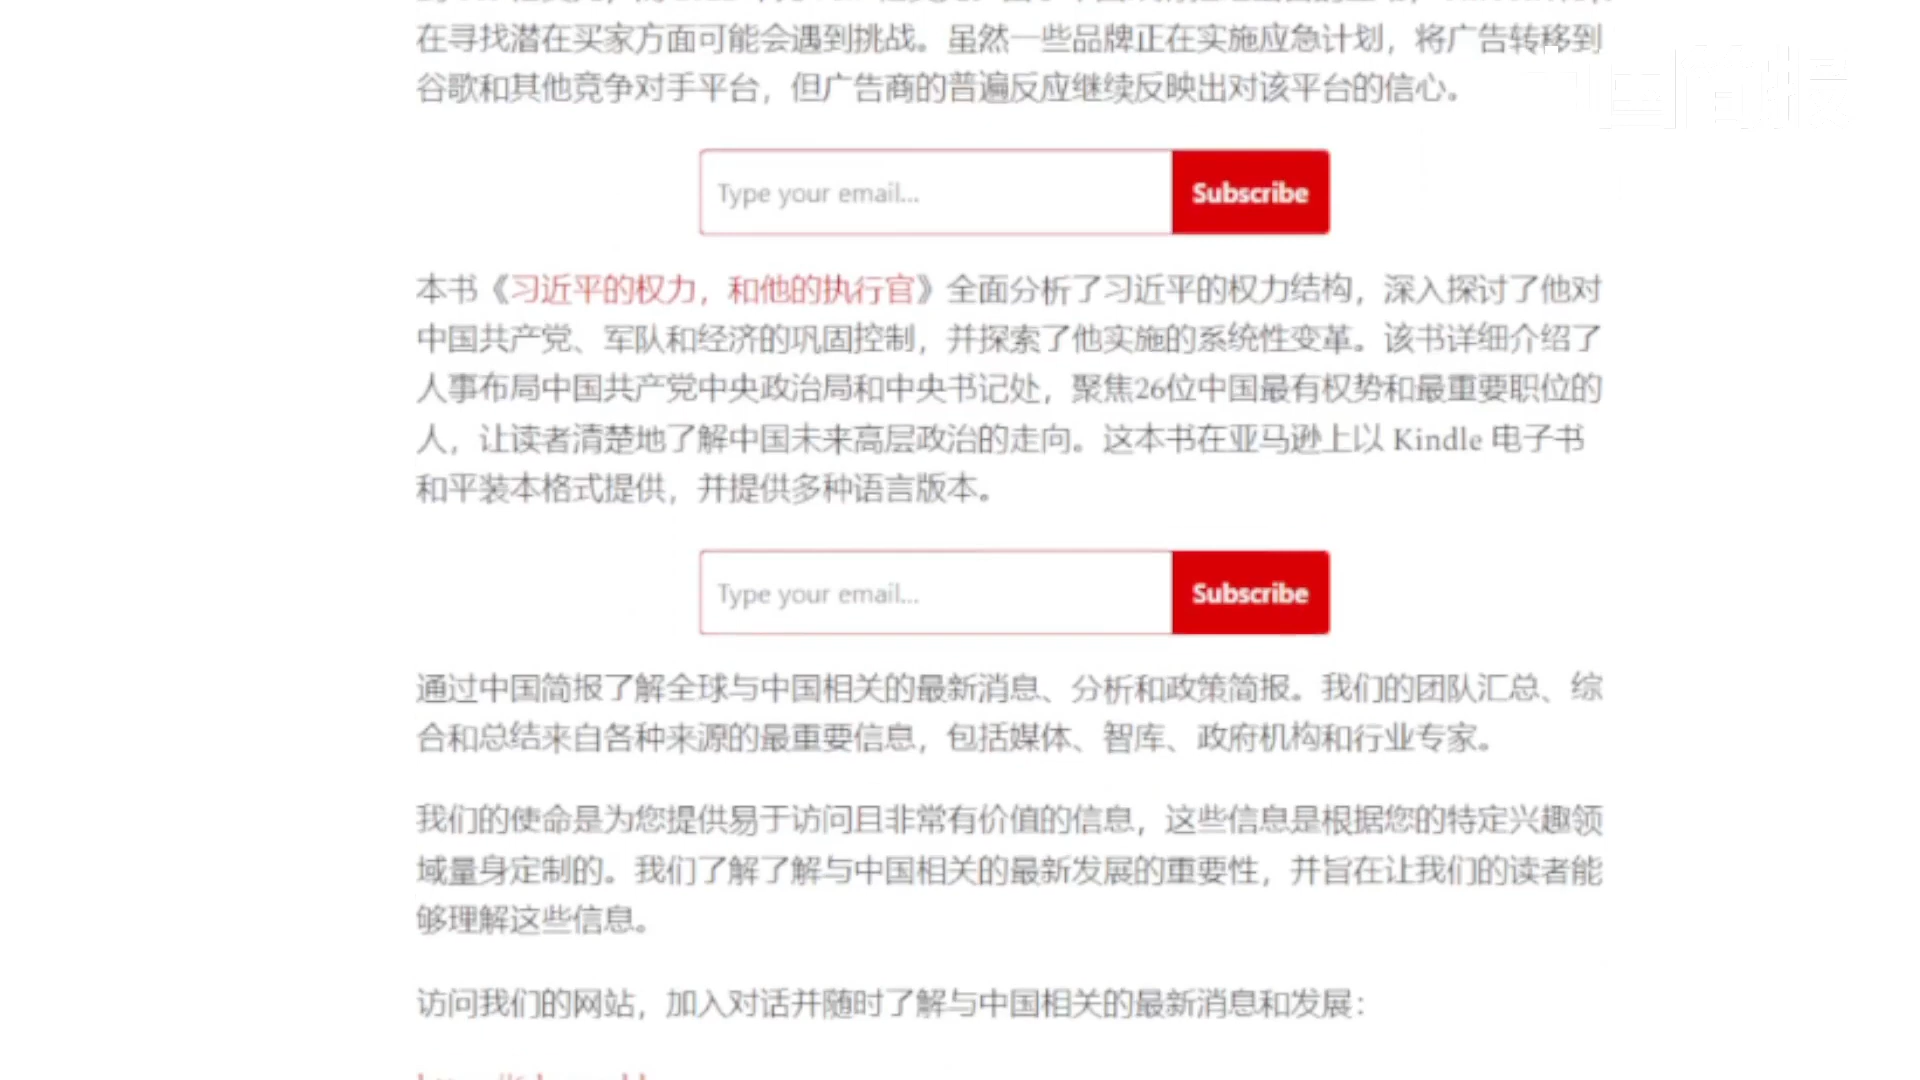 在寻找潜在买家方面可能会遇到挑战。虽然一些品牌正在实施应急计划，将广告转移到
谷歌和其他竞争对手平台，但广告商的普遍反应继续反映出对该平台的信心。
中国简报
Type your email...
Subscribe
本书《习近平的权力，和他的执行官》全面分析了习近平的权力结构，深入探讨了他对
中国共产党、军队和经济的巩固控制，并探索了他实施的系统性变革。该书详细介绍了
人事布局中国共产党中央政治局和中央书记处，聚焦26位中国最有权势和最重要职位的
人，让读者清楚地了解中国未来高层政治的走向。这本书在亚马逊上以 Kindle 电子书
和平装本格式提供，并提供多种语言版本。
Type your email...
Subscribe
通过中国简报了解全球与中国相关的最新消息、分析和政策简报。我们的团队汇总、综
合和总结来自各种来源的最重要信息，包括媒体、智库、政府机构和行业专家。
我们的使命是为您提供易于访问且非常有价值的信息，这些信息是根据您的特定兴趣领
域量身定制的。我们了解了解与中国相关的最新发展的重要性，并旨在让我们的读者能
够理解这些信息。
访问我们的网站，加入对话并随时了解与中国相关的最新消息和发展：